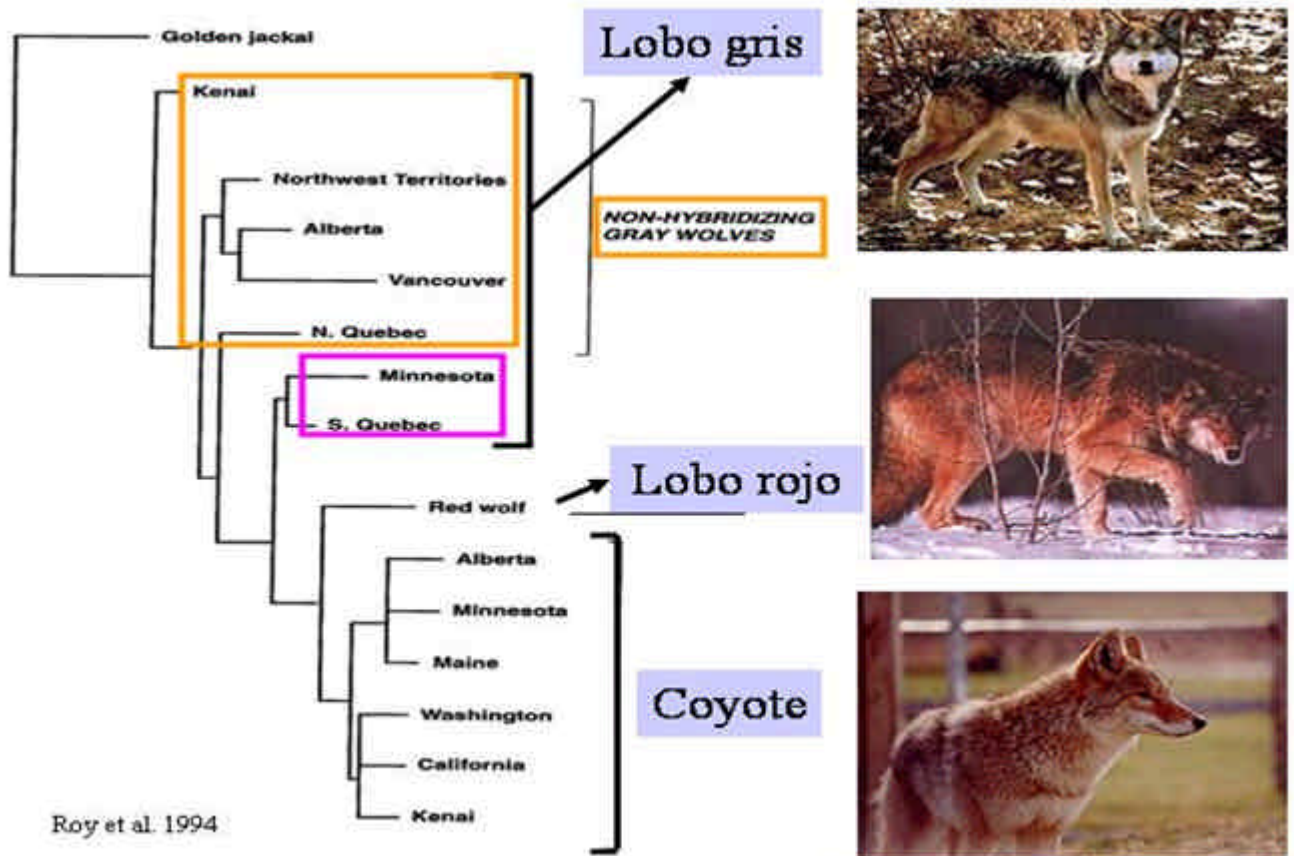 Golden jackal
Lobo gris
Kenai
Northwest Territories
Alberta
Vancouver
NON-HYBRIDIZING
GRAY WOLVES
N. Quebec
Minnesota
S. Quebec
Lobo rojo
Red wolf
Alberta
Minnesota
Maine
Coyote
Washington
California
Kenai
Roy et al. 1994